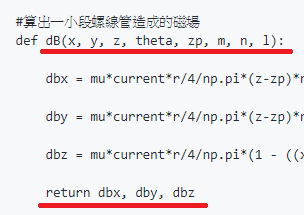 #算出一小段螺線管造成的磁場
def dB(x, y, z, theta, zp, m, n, l):
dbx = mu*current*r/4/np.pi*(z-zp)*n
dby = mu*current*r/4/np.pi*(z-zp)*n
dbz = mu*current*r/4/np.pi*(1 - ((x
return dbx, dby, dbz